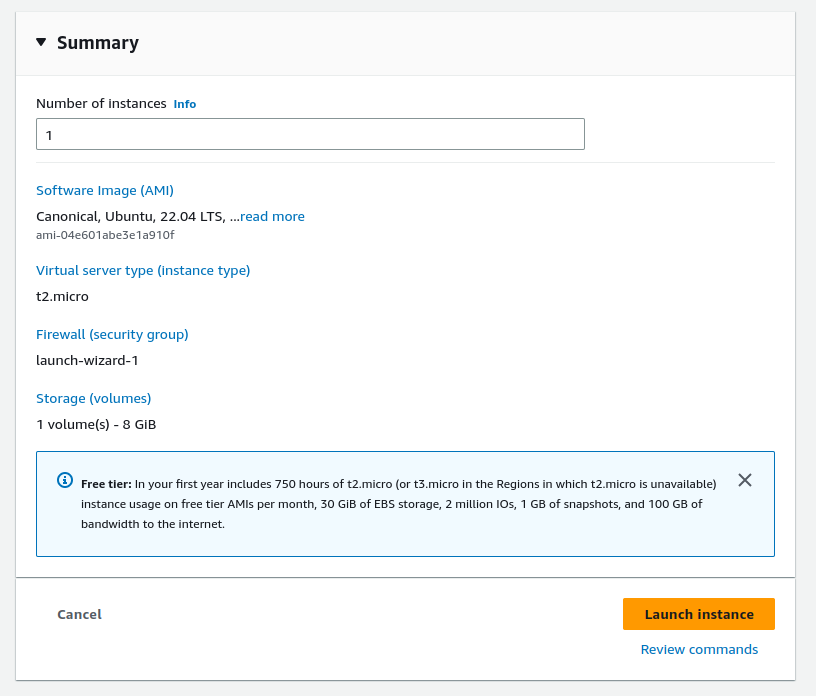 Summary
Number of instances Info
1
Software Image (AMI)
Canonical, Ubuntu, 22.04 LTS, ...read more
ami-04e601abe3e1a910f
Virtual server type (instance type)
t2.micro
Firewall (security group)
launch-wizard-1
Storage (volumes)
1 volume(s) - 8 GiB
Free tier: In your first year includes 750 hours of t2.micro (or t3.micro in the Regions in which t2.micro is unavailable)
instance usage on free tier AMIs per month, 30 GiB of EBS storage, 2 million IOs, 1 GB of snapshots, and 100 GB of
bandwidth to the internet.
Cancel
Launch instance
Review commands